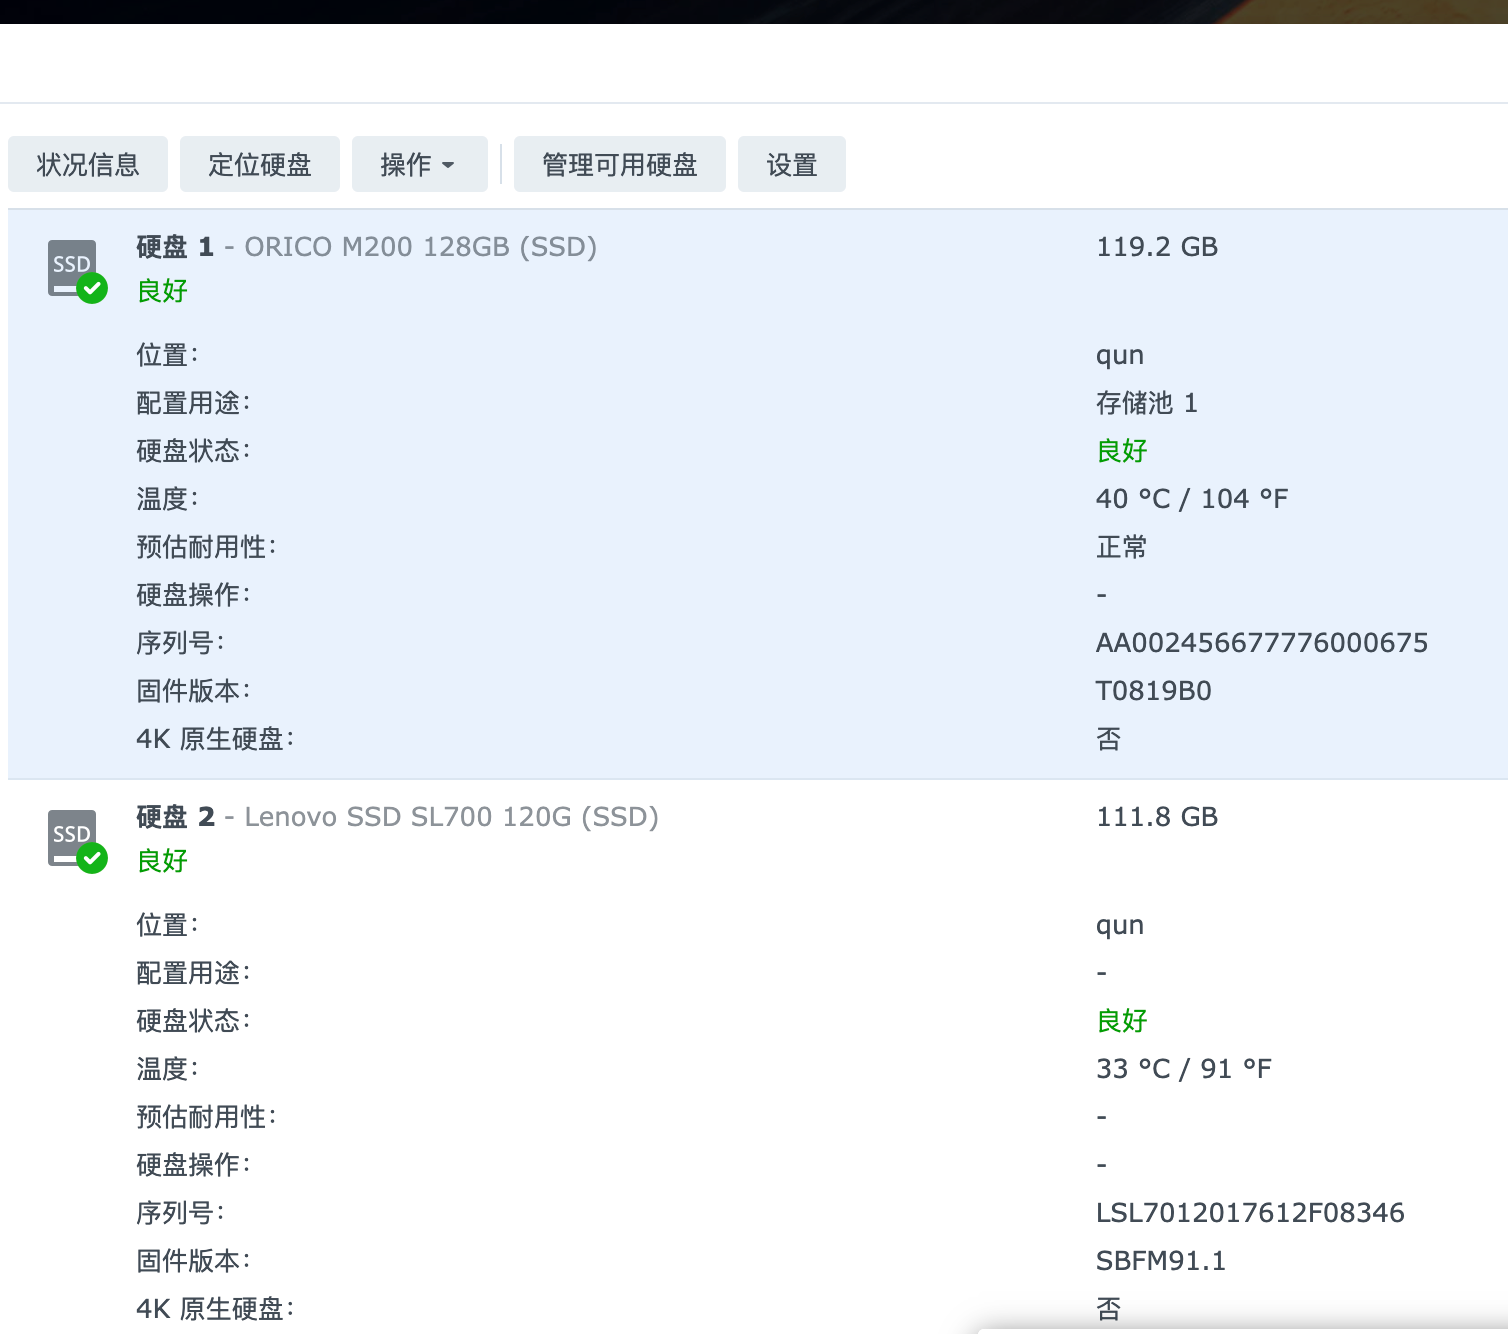 状况信息 定位硬盘 操作 管理可用硬盘 设置
硬盘 1 - ORICO M200 128GB (SSD) 119.2 GB
SSD
良好
位置: qun
配置用途: 存储池 1
硬盘状态: 良好
温度: 40 °C / 104 °F
预估耐用性: 正常
硬盘操作: -
序列号: AA002456677776000675
固件版本: T0819B0
4K 原生硬盘: 否
硬盘 2 - Lenovo SSD SL700 120G (SSD) 111.8 GB
SSD
良好
位置: qun
配置用途: -
硬盘状态: 良好
温度: 33 °C / 91 °F
预估耐用性: -
硬盘操作: -
序列号: LSL7012017612F08346
固件版本: SBFM91.1
4K 原生硬盘: 否